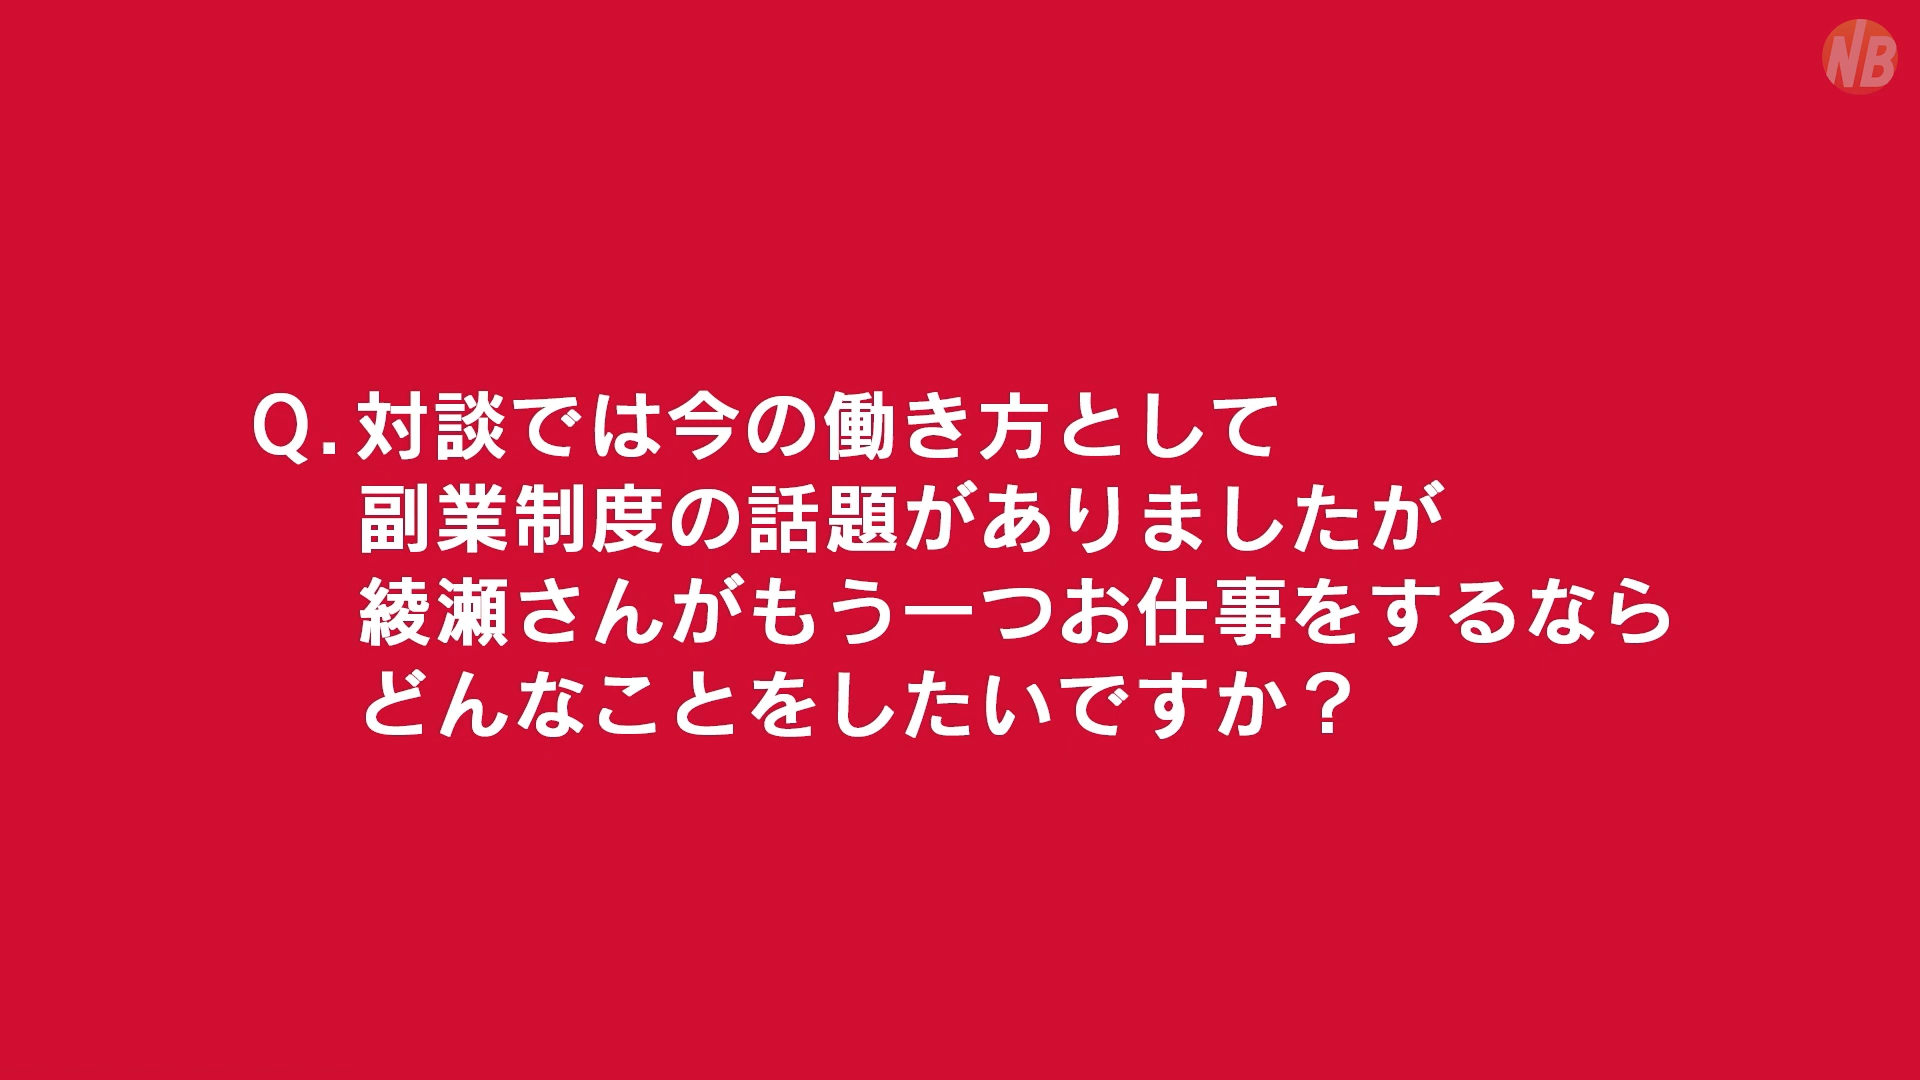 NB
Q.対談では今の働き方として
副業制度の話題がありましたが
綾瀬さんがもう一つお仕事をするなら
どんなことをしたいですか？